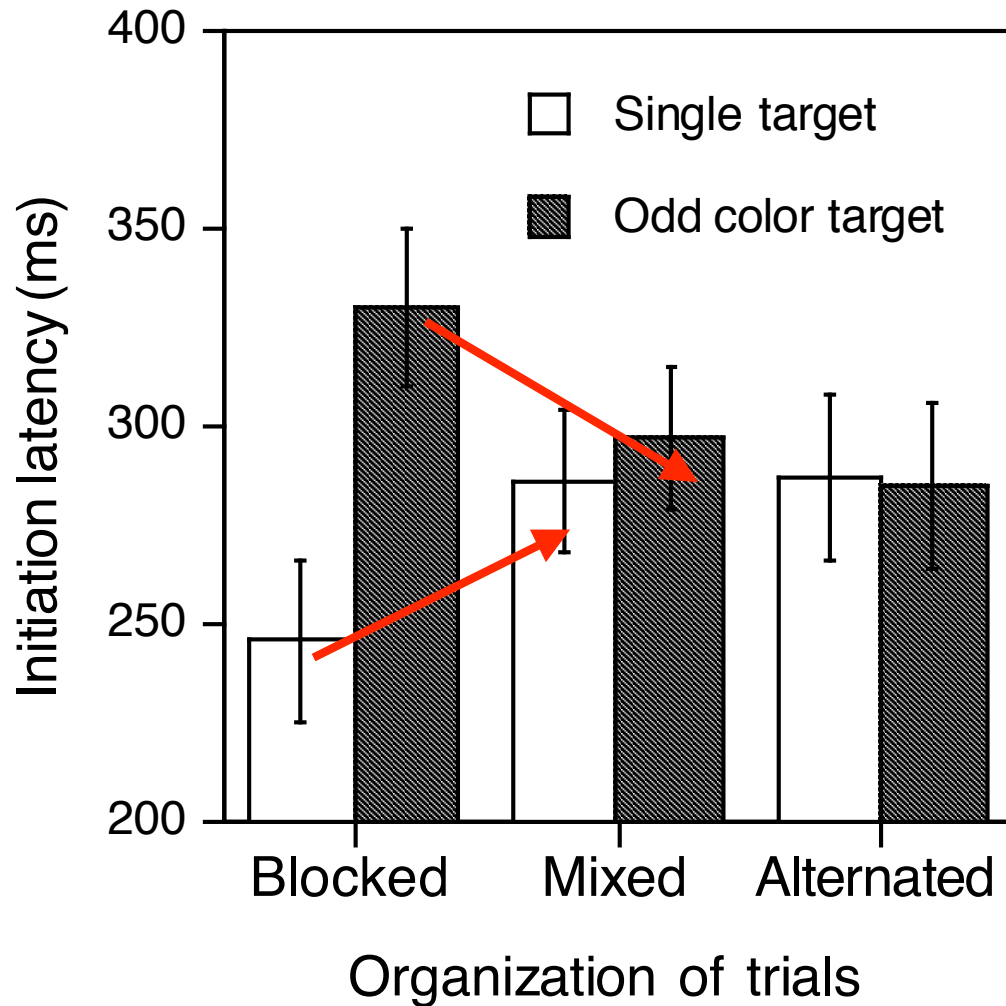 400
350
300
250
200
Initiation latency (ms)
Single target
Odd color target
Blocked
Mixed
Alternated
Organization of trials